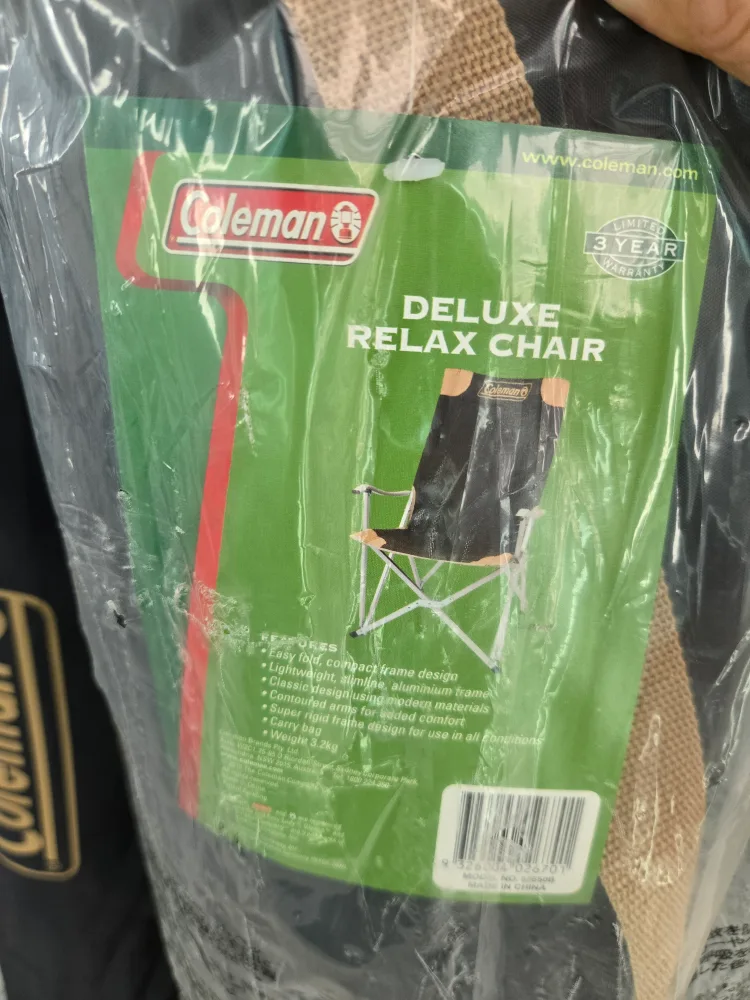 www.coleman.com
Coleman
LIMITED
3 YEAR
WARRANTY
DELUXE
RELAX CHAIR
Coleman
FEATURES
• Easy fold, compact frame design
• Lightweight, slimline, aluminium frame
• Classic design using modern materials
• Contoured arms for added comfort
• Super rigid frame design for use in all conditions
• Carry bag
• Weight 3.2kg
MADE IN CHINA
Coleman